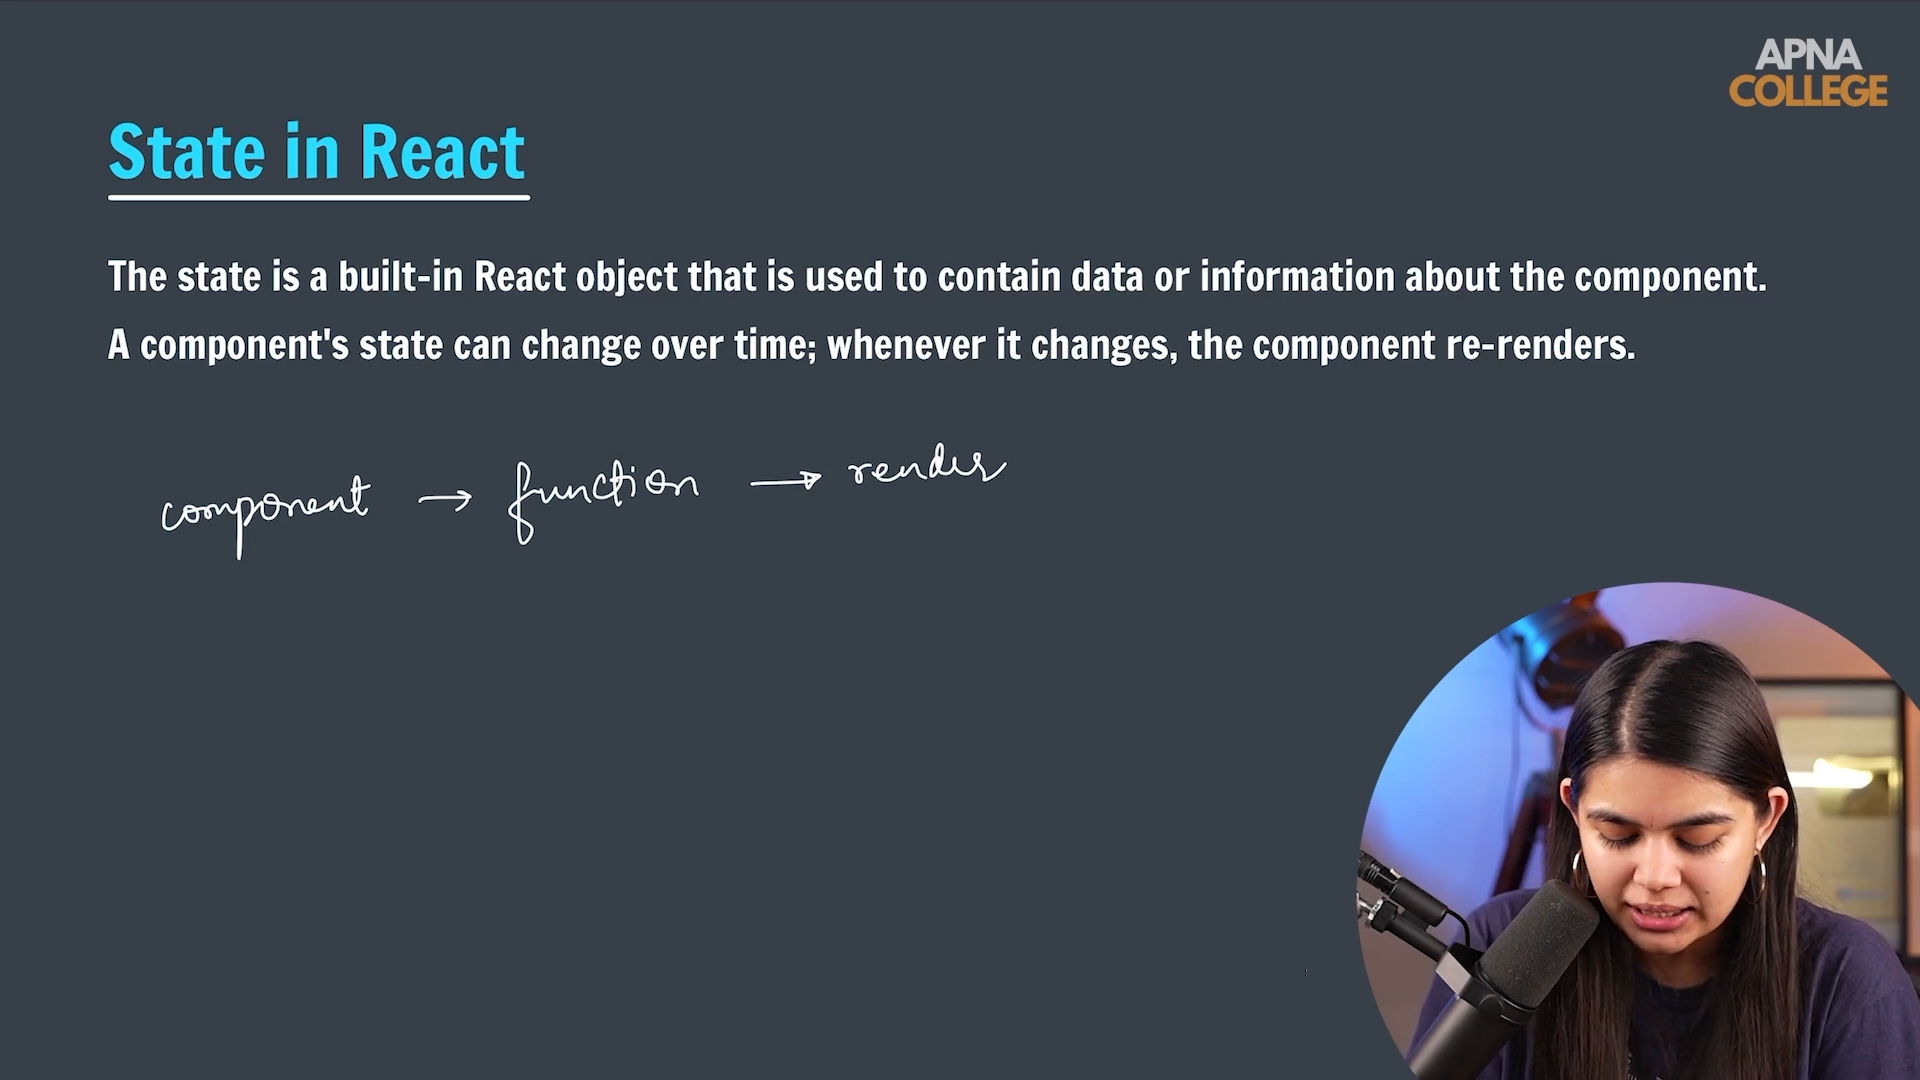 APNA
COLLEGE
State in React
The state is a built-in React object that is used to contain data or information about the component.
A component's state can change over time; whenever it changes, the component re-renders.
component → function → render